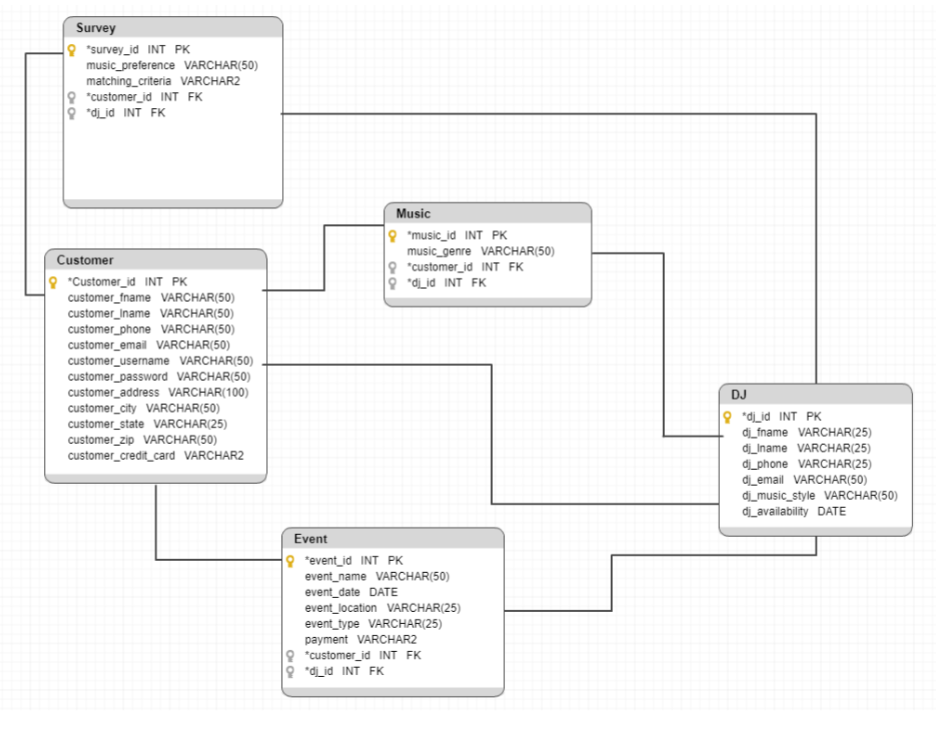 Survey
*survey_id INT PK
music_preference VARCHAR(50)
matching_criteria VARCHAR2
*customer_id INT FK
*dj_id INT FK
Music
*music_id INT PK
music_genre VARCHAR(50)
*customer_id INT FK
*dj_id INT FK
Customer
*Customer_id INT PK
customer_fname VARCHAR(50)
customer_lname VARCHAR(50)
customer_phone VARCHAR(50)
customer_email VARCHAR(50)
customer_username VARCHAR(50)
customer_password VARCHAR(50)
customer_address VARCHAR(100)
customer_city VARCHAR(50)
customer_state VARCHAR(25)
customer_zip VARCHAR(50)
customer_credit_card VARCHAR2
DJ
*dj_id INT PK
dj_fname VARCHAR(25)
dj_lname VARCHAR(25)
dj_phone VARCHAR(25)
dj_email VARCHAR(50)
dj_music_style VARCHAR(50)
dj_availability DATE
Event
*event_id INT PK
event_name VARCHAR(50)
event_date DATE
event_location VARCHAR(25)
event_type VARCHAR(25)
payment VARCHAR2
*customer_id INT FK
*dj_id INT FK